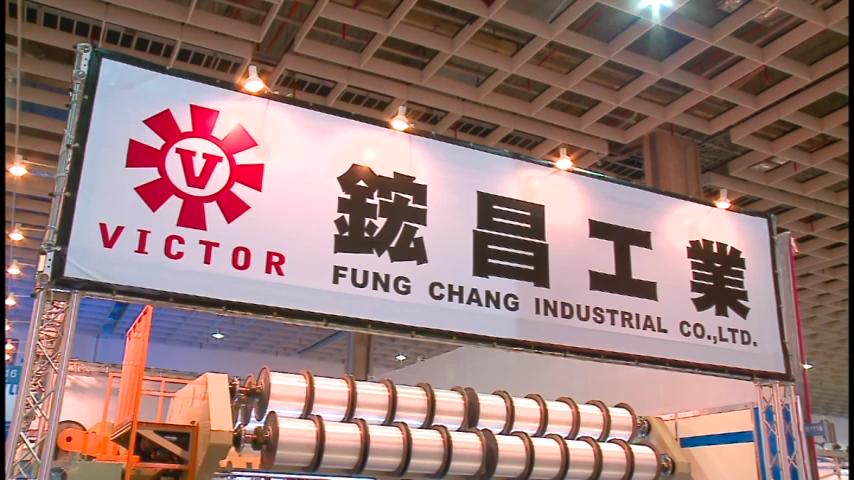 V
VICTOR
鋐昌工業
FUNG CHANG INDUSTRIAL CO.,LTD.